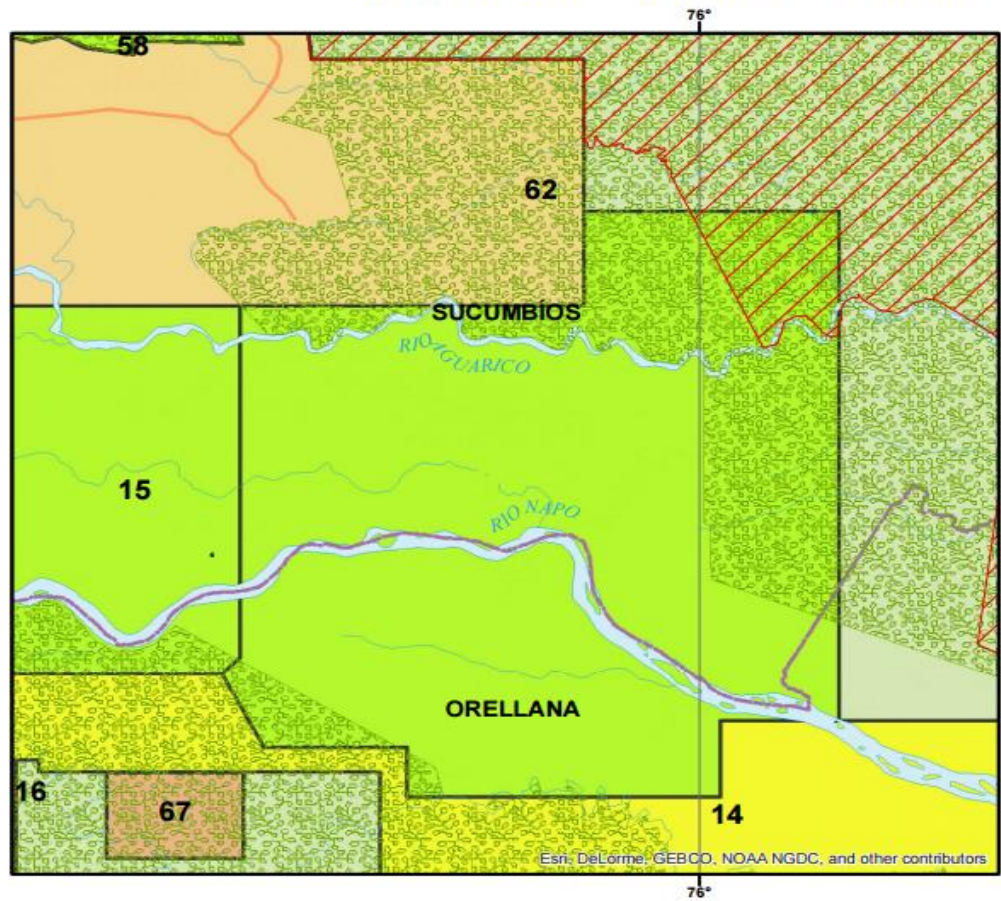 76°
58
62
SUCUMBÍOS
RIO AGUARICO
15
RIO NAPO
ORELLANA
16
67
14
Esri, DeLorme, GEBCO, NOAA NGDC, and other contributors
76°